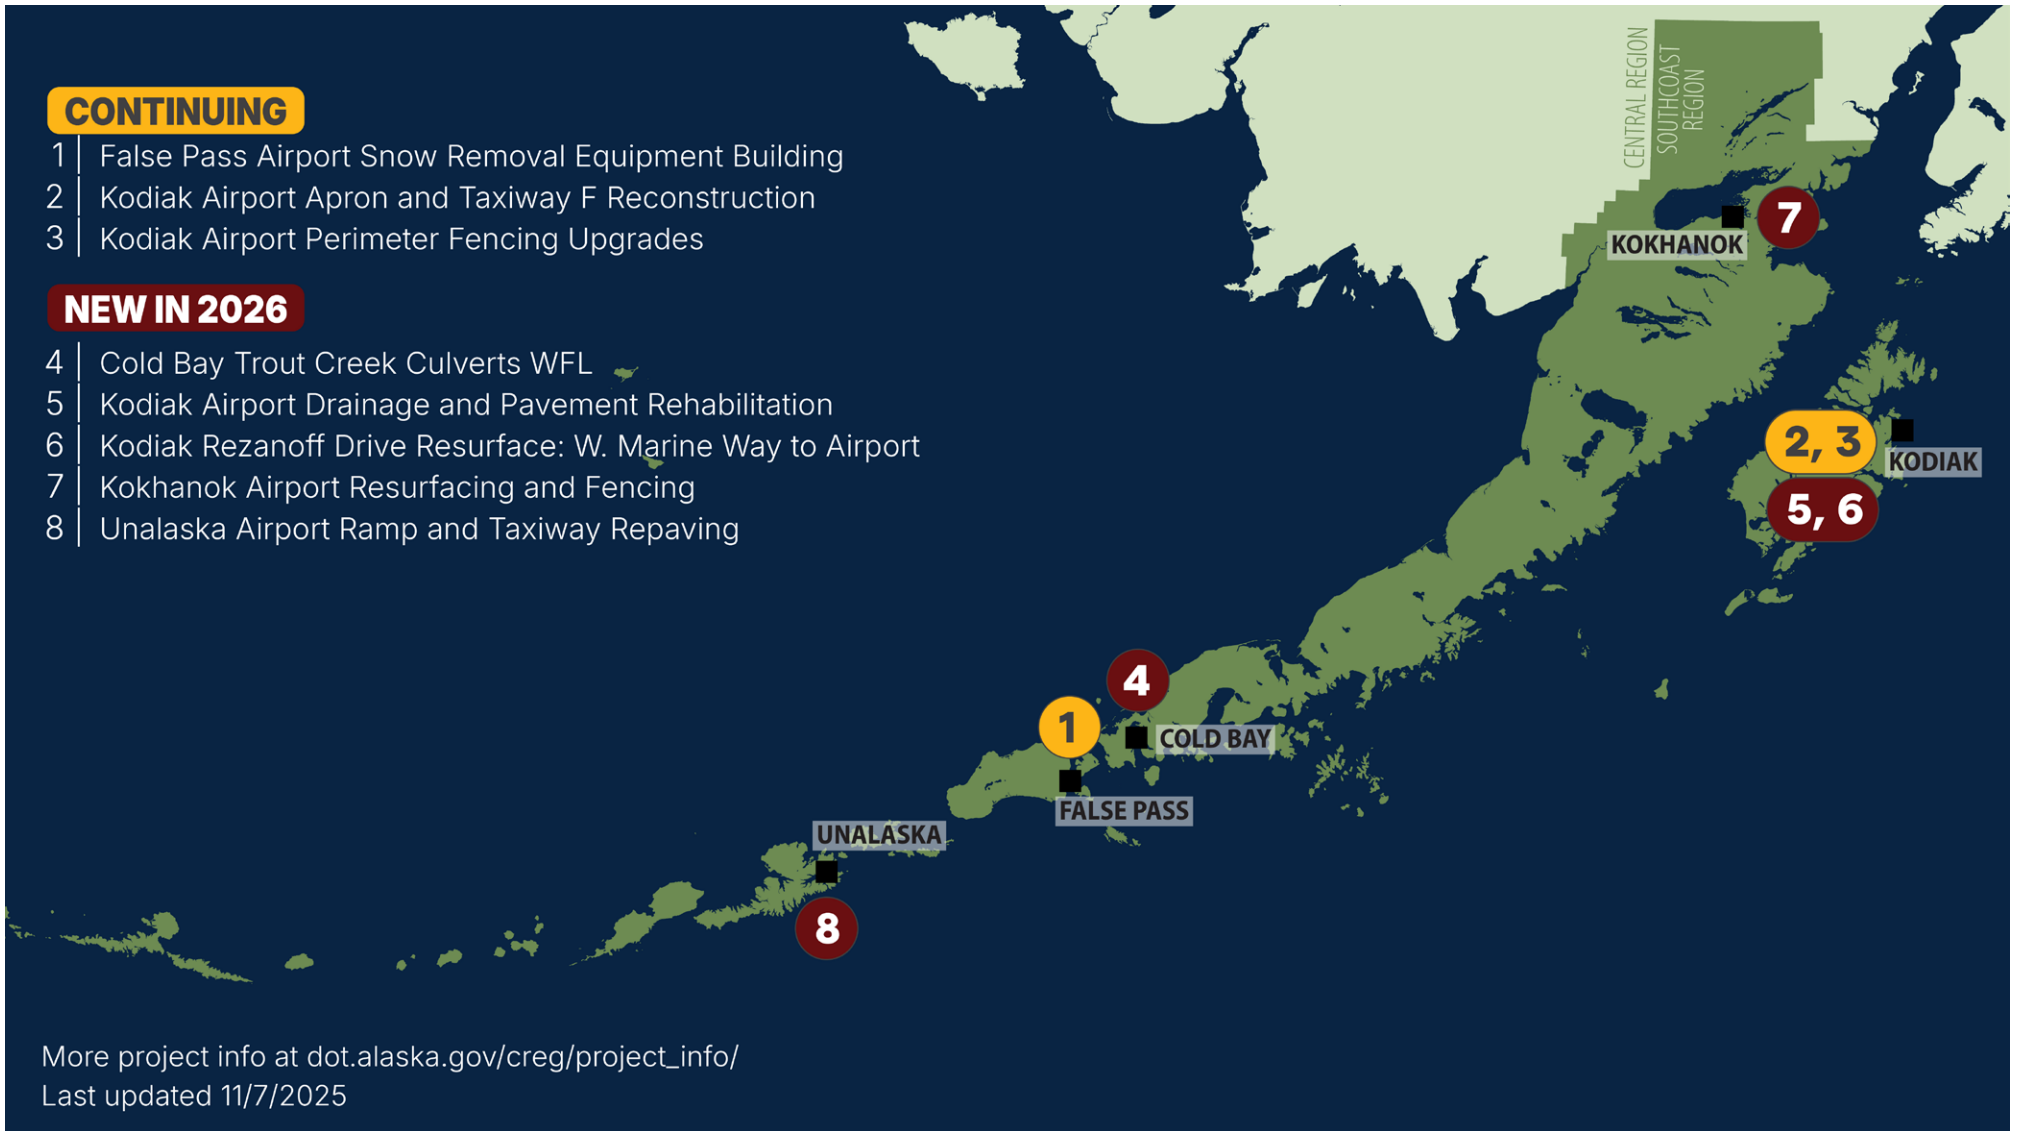 CONTINUING
1 False Pass Airport Snow Removal Equipment Building
2 Kodiak Airport Apron and Taxiway F Reconstruction
3 Kodiak Airport Perimeter Fencing Upgrades
NEW IN 2026
4 Cold Bay Trout Creek Culverts WFL
5 Kodiak Airport Drainage and Pavement Rehabilitation
6 Kodiak Rezanoff Drive Resurface: W. Marine Way to Airport
7 Kokhanok Airport Resurfacing and Fencing
8 Unalaska Airport Ramp and Taxiway Repaving
CENTRAL REGION
SOUTHCOAST
REGION
7
KOKHANOK
2, 3
KODIAK
5, 6
4
1
COLD BAY
FALSE PASS
UNALASKA
8
More project info at dot.alaska.gov/creg/project_info/
Last updated 11/7/2025